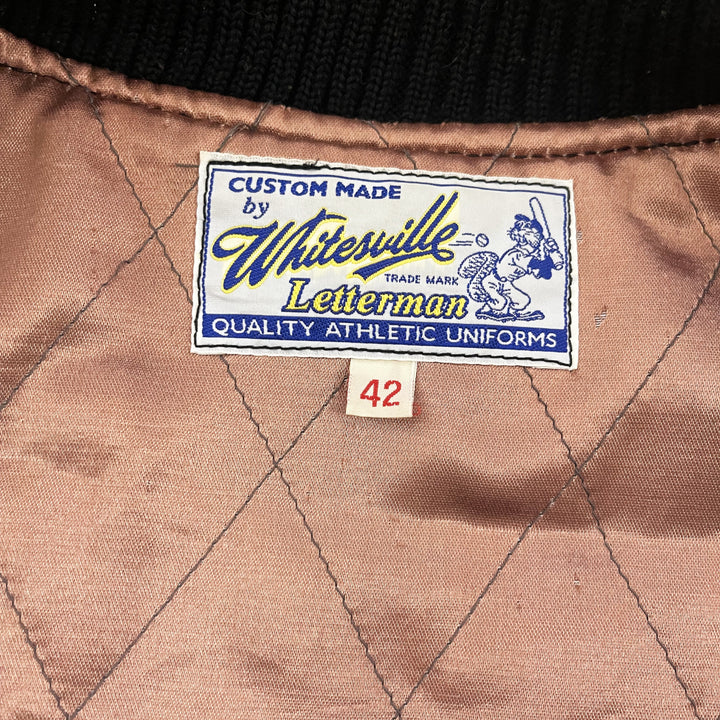 CUSTOM MADE
by
Whitesville
TRADE MARK
Letterman
QUALITY ATHLETIC UNIFORMS
42